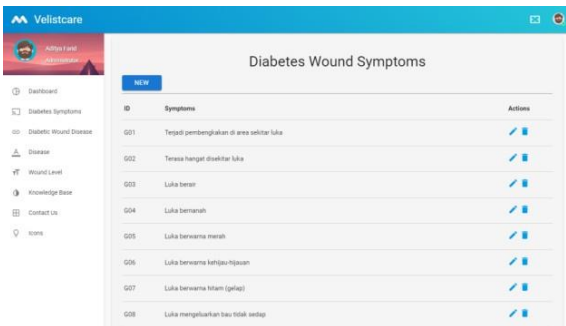 Velistcare
Aditya Farid
Administrator
Dashboard
Diabetes Symptoms
Diabetic Wound Disease
Disease
Wound Level
Knowledge Base
Contact Us
Icons
Diabetes Wound Symptoms
NEW
ID Symptoms Actions
G01 Terjadi pembengkakan di area sekitar luka
G02 Terasa hangat disekitar luka
G03 Luka berair
G04 Luka bernanah
G05 Luka berwarna merah
G06 Luka berwarna kehijau-hijauan
G07 Luka berwarna hitam (gelap)
G08 Luka mengeluarkan bau tidak sedap